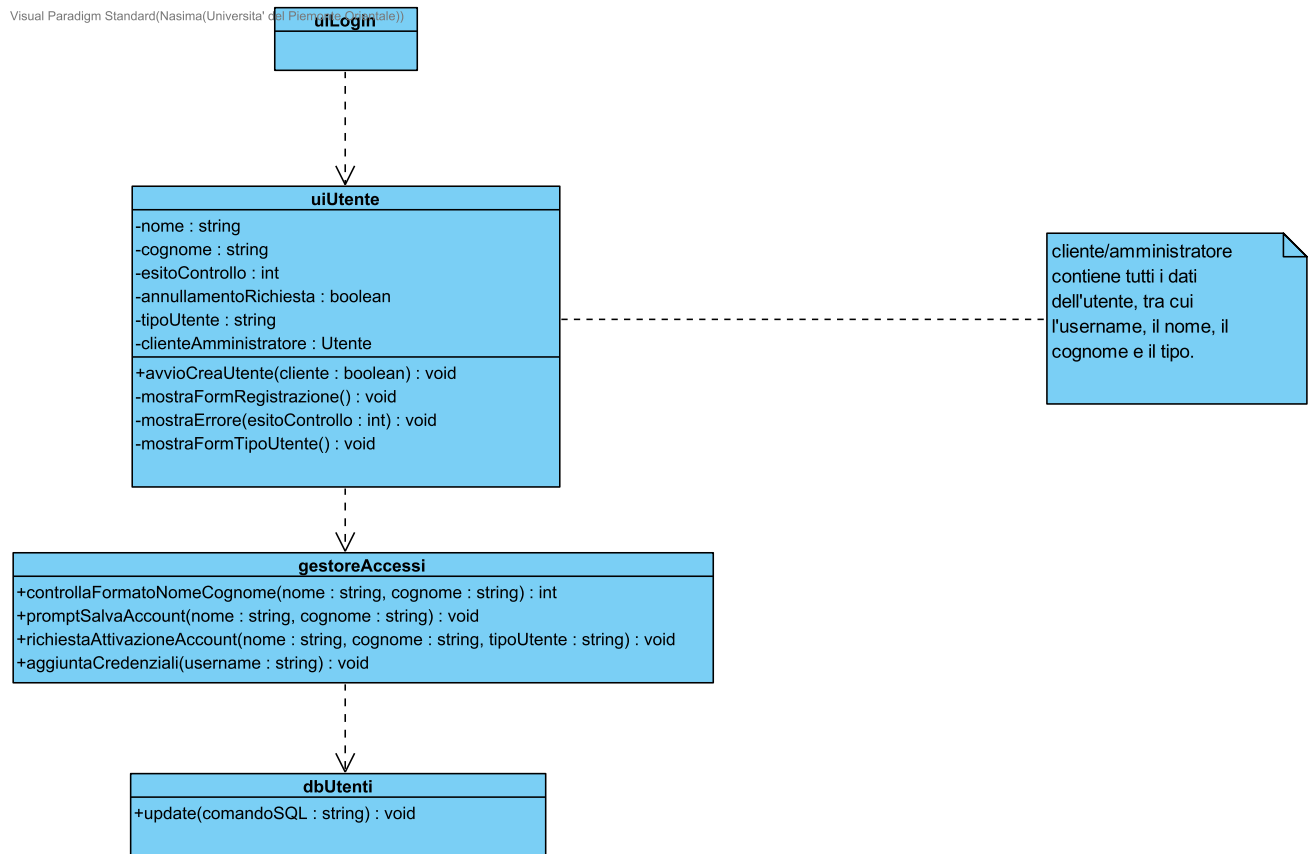 Visual Paradigm Standard(Nasima(Universita' del Piemonte Orientale))
uiLogin
uiUtente
-nome : string
-cognome : string
-esitoControllo : int
-annullamentoRichiesta : boolean
-tipoUtente : string
-clienteAmministratore : Utente
+avvioCreaUtente(cliente : boolean) : void
-mostraFormRegistrazione() : void
-mostraErrore(esitoControllo : int) : void
-mostraFormTipoUtente() : void
cliente/amministratore
contiene tutti i dati
dell'utente, tra cui
l'username, il nome, il
cognome e il tipo.
gestoreAccessi
+controllaFormatoNomeCognome(nome : string, cognome : string) : int
+promptSalvaAccount(nome : string, cognome : string) : void
+richiestaAttivazioneAccount(nome : string, cognome : string, tipoUtente : string) : void
+aggiuntaCredenziali(username : string) : void
dbUtenti
+update(comandoSQL : string) : void